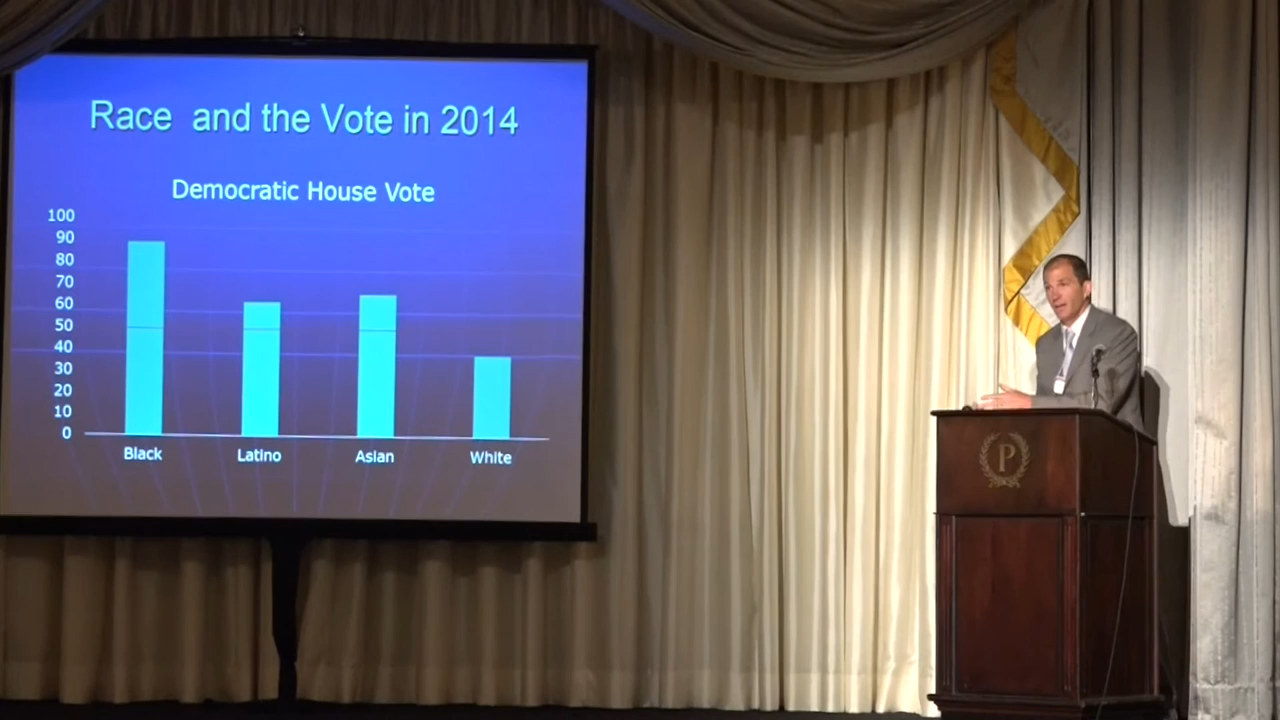 Race and the Vote in 2014
Democratic House Vote
100
90
80
70
60
50
40
30
20
10
0
Black
Latino
Asian
White
P